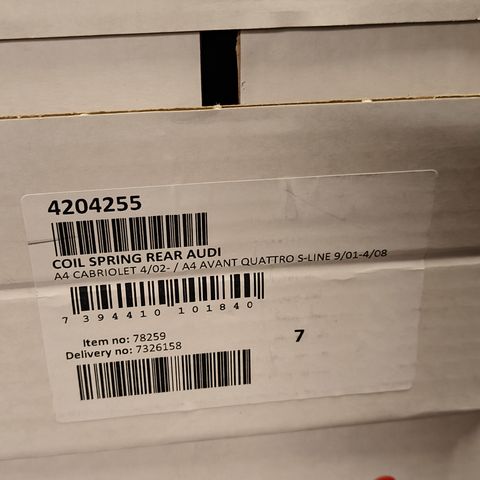 4204255
COIL SPRING REAR AUDI
A4 CABRIOLET 4/02- / A4 AVANT QUATTRO S-LINE 9/01-4/08
7 394410 101840
Item no: 78259
Delivery no: 7326158
7